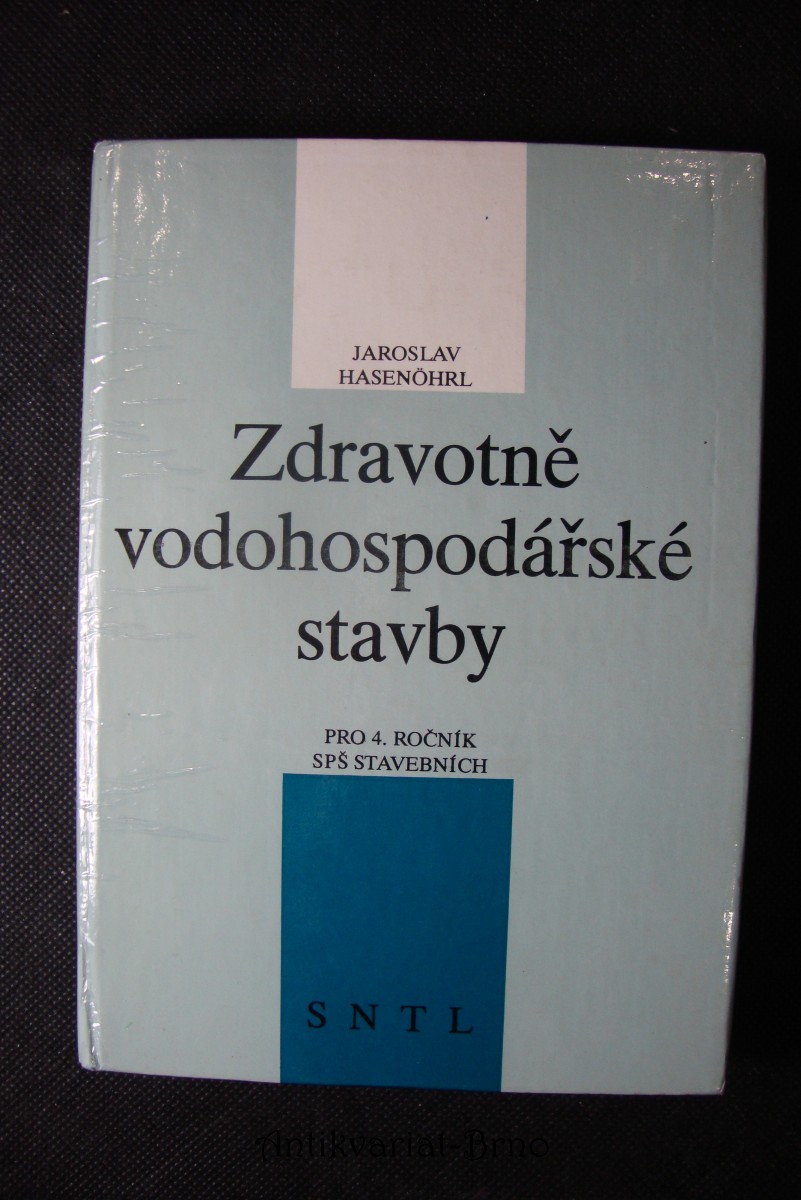 JAROSLAV
HASENÖHRL
Zdravotně
vodohospodářské
stavby
PRO 4. ROČNÍK
SPŠ STAVEBNÍCH
SNTL
Antikvariat-Brno